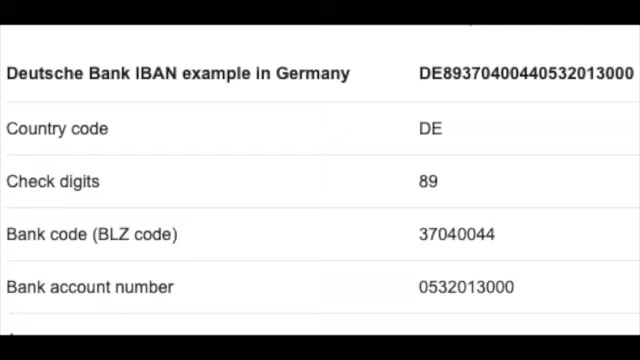 Deutsche Bank IBAN example in Germany DE89370400440532013000
Country code DE
Check digits 89
Bank code (BLZ code) 37040044
Bank account number 0532013000